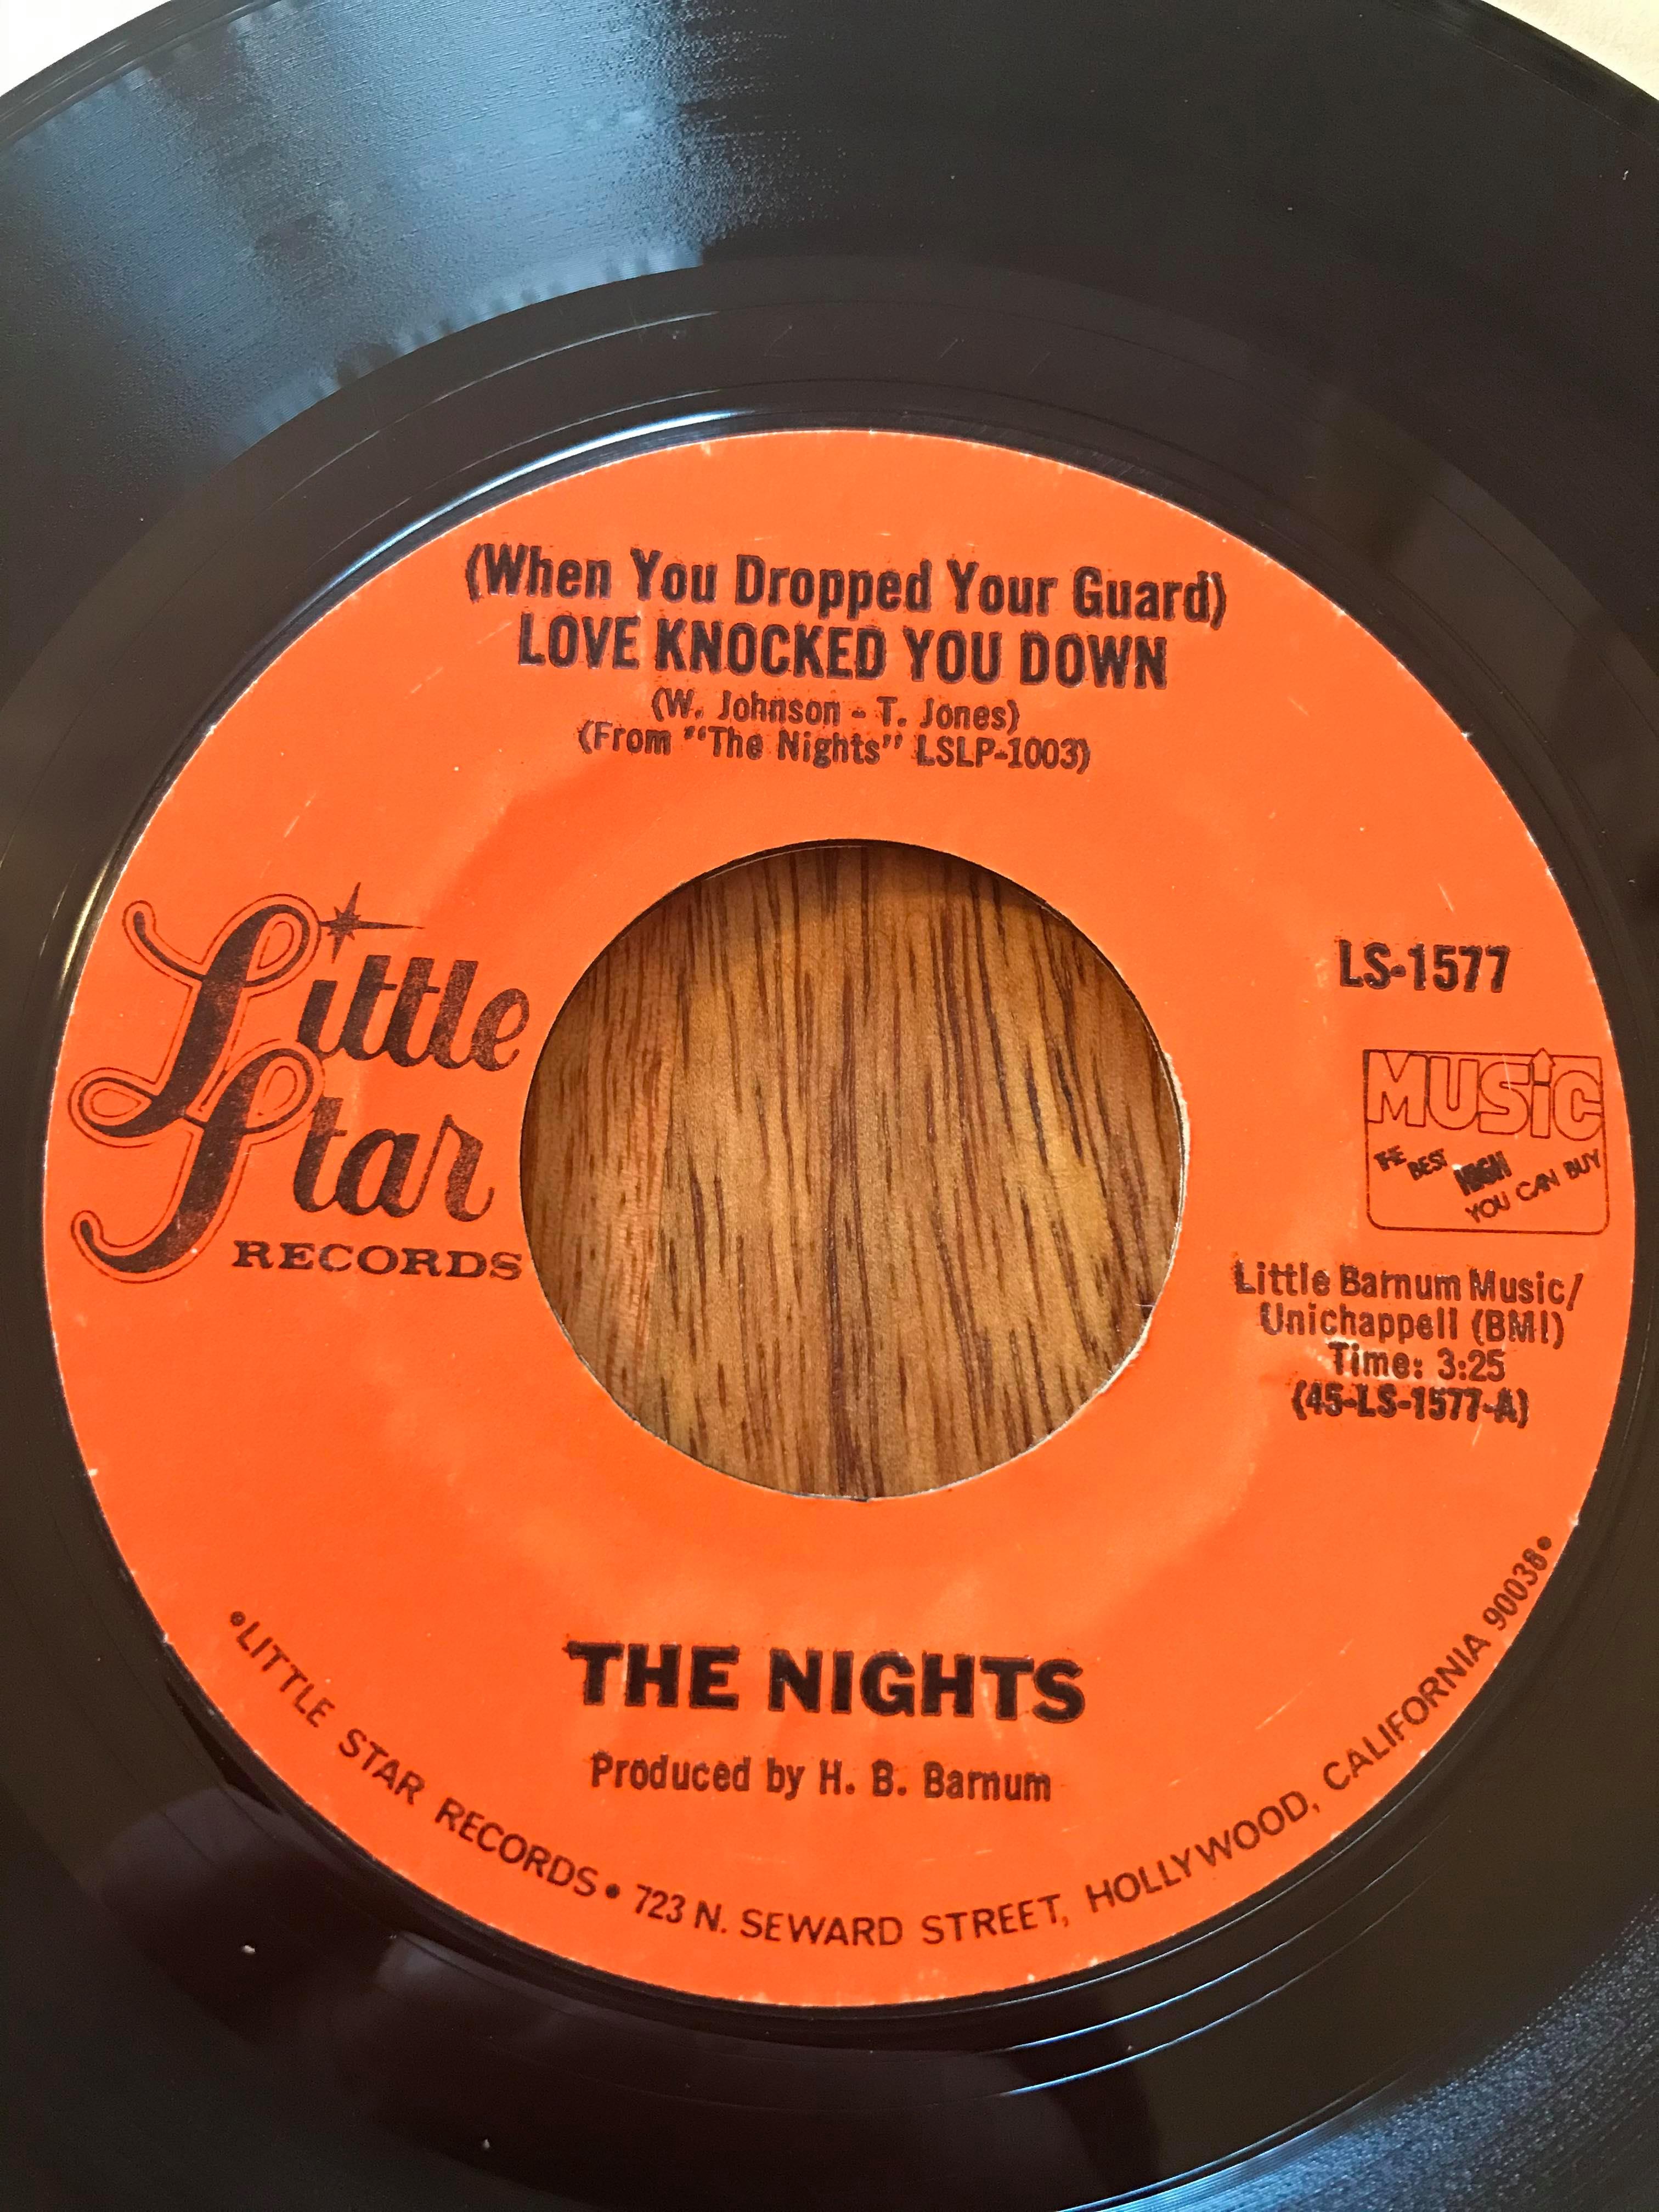 (When You Dropped Your Guard)
LOVE KNOCKED YOU DOWN
(W. Johnson - T. Jones)
(From "The Nights" LSLP-1003)
Little
Star
RECORDS
LS-1577
MUSiC
THE BEST HIGH
YOU CAN BUY
Little Barnum Music/
Unichappell (BMI)
Time: 3:25
(45-LS-1577-A)
THE NIGHTS
Produced by H. B. Barnum
•LITTLE STAR RECORDS • 723 N. SEWARD STREET, HOLLYWOOD, CALIFORNIA 90038•